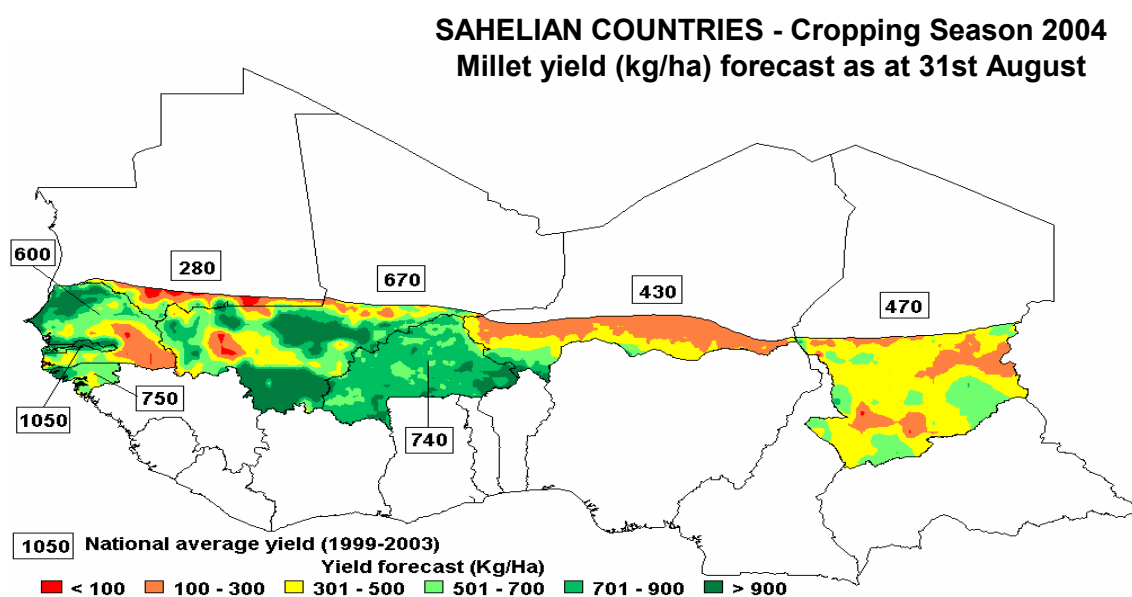 SAHELIAN COUNTRIES - Cropping Season 2004
Millet yield (kg/ha) forecast as at 31st August
600
280
670
430
470
750
1050
740
1050 National average yield (1999-2003)
Yield forecast (Kg/Ha)
< 100 100 - 300 301 - 500 501 - 700 701 - 900 > 900